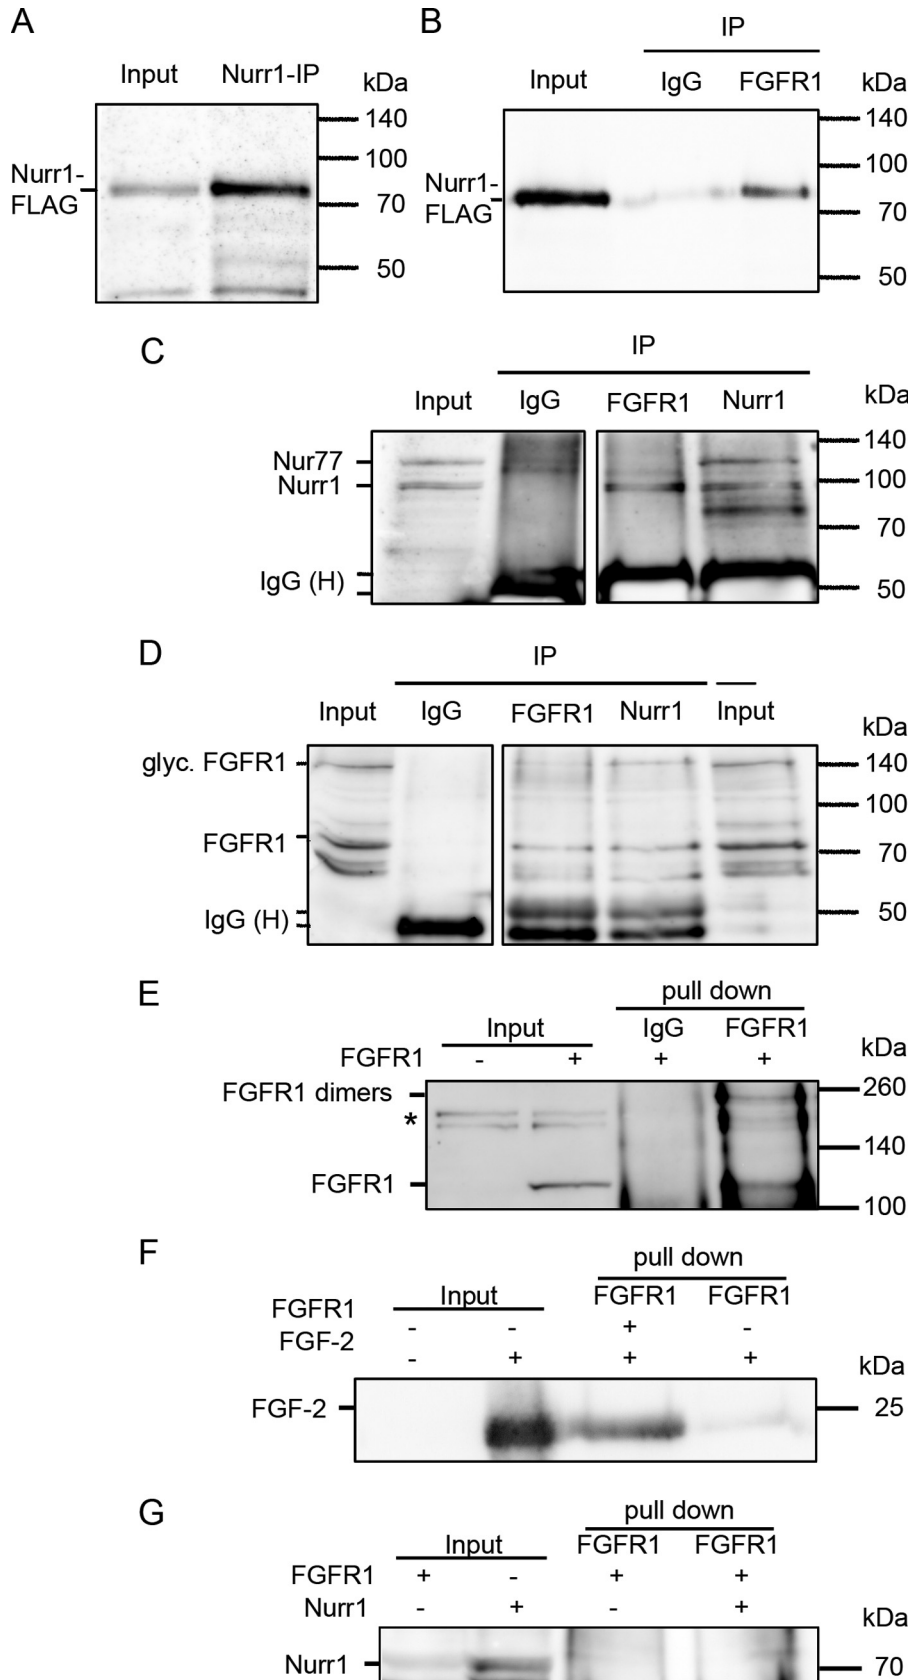 A
Input Nurr1-IP kDa
140
100
Nurr1-
FLAG
70
50
B
IP
Input IgG FGFR1 kDa
140
100
Nurr1-
FLAG
70
50
C
IP
Input IgG FGFR1 Nurr1 kDa
140
Nur77
100
Nurr1
70
IgG (H)
50
D
IP
Input IgG FGFR1 Nurr1 Input kDa
glyc. FGFR1 140
100
FGFR1 70
IgG (H) 50
E
pull down
Input IgG FGFR1
FGFR1 - + + + kDa
FGFR1 dimers 260
*
140
FGFR1
100
F
pull down
Input FGFR1 FGFR1
FGFR1 - - + -
FGF-2 - + + +
kDa
FGF-2 25
G
pull down
Input FGFR1 FGFR1
FGFR1 + - + +
Nurr1 - + - +
kDa
Nurr1 70